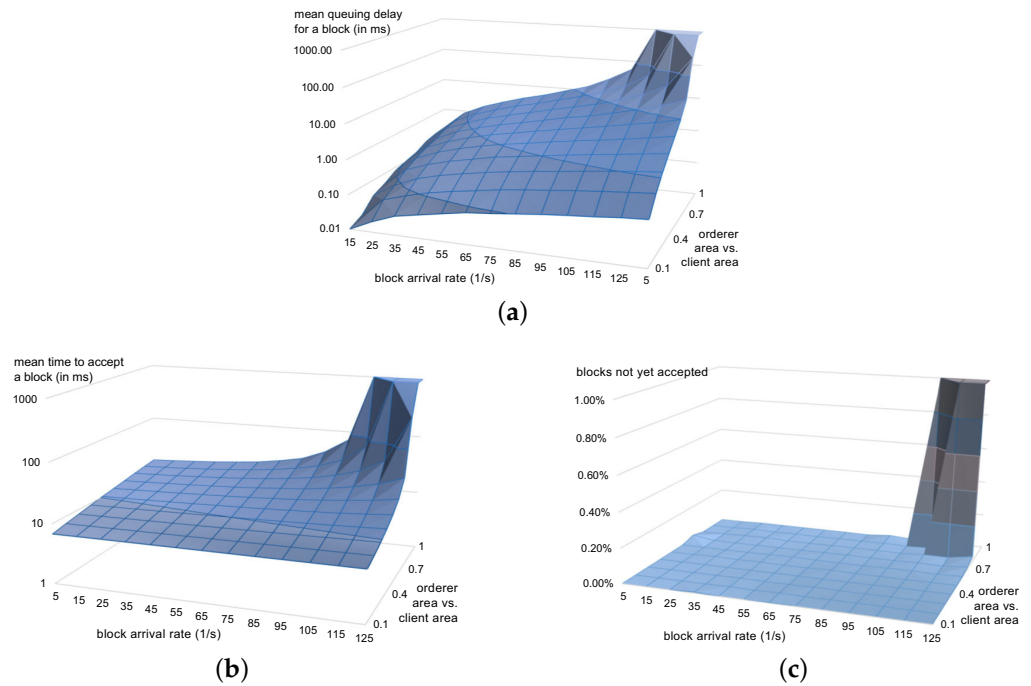 mean queuing delay
for a block (in ms)
1000.00
100.00
10.00
1.00
0.10
0.01
15 25 35 45 55 65 75 85 95 105 115 125 5
block arrival rate (1/s)
1
0.7
0.4
0.1
orderer
area vs.
client area
(a)
mean time to accept
a block (in ms)
1000
100
10
1
5 15 25 35 45 55 65 75 85 95 105 115 125
block arrival rate (1/s)
1
0.7
0.4
0.1
orderer
area vs.
client area
(b)
blocks not yet accepted
1.00%
0.80%
0.60%
0.40%
0.20%
0.00%
5 15 25 35 45 55 65 75 85 95 105 115 125
block arrival rate (1/s)
1
0.7
0.4
0.1
orderer
area vs.
client area
(c)